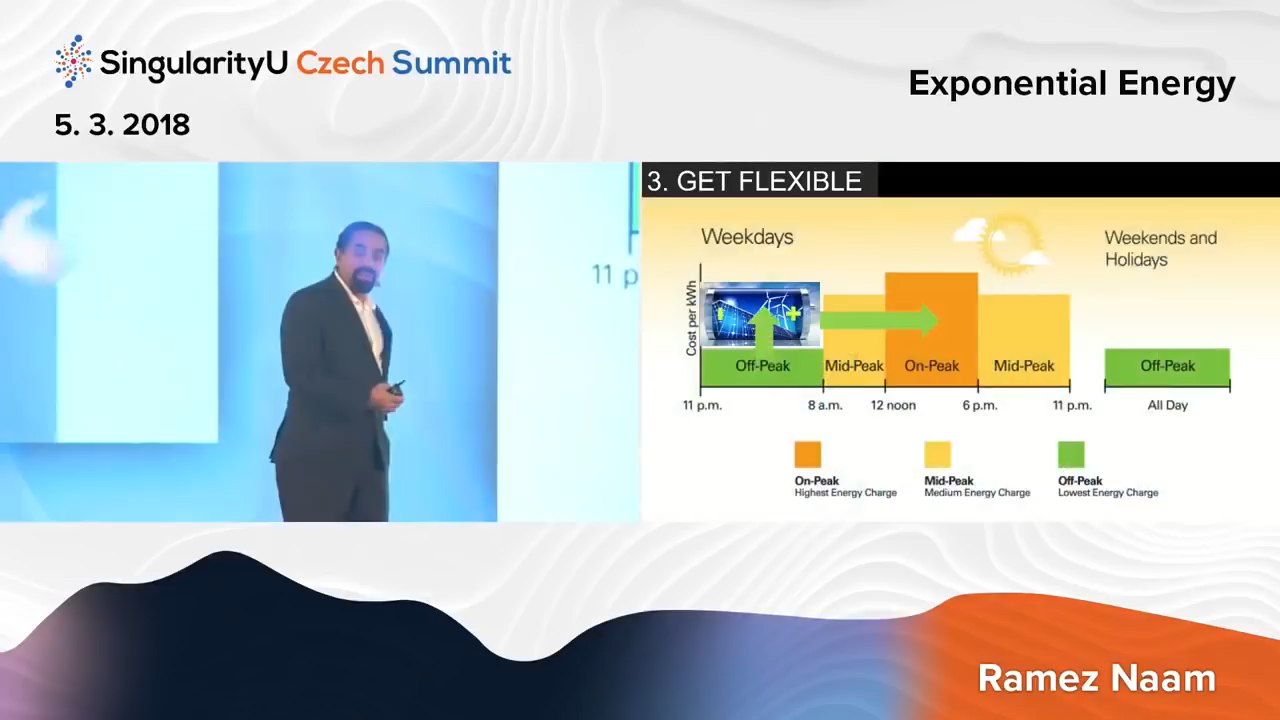 SingularityU Czech Summit
5. 3. 2018
Exponential Energy
11 p
3. GET FLEXIBLE
Weekdays
Weekends and
Holidays
Cost per kWh
Off-Peak
Mid-Peak
On-Peak
Mid-Peak
Off-Peak
11 p.m.
8 a.m.
12 noon
6 p.m.
11 p.m.
All Day
On-Peak
Highest Energy Charge
Mid-Peak
Medium Energy Charge
Off-Peak
Lowest Energy Charge
Ramez Naam